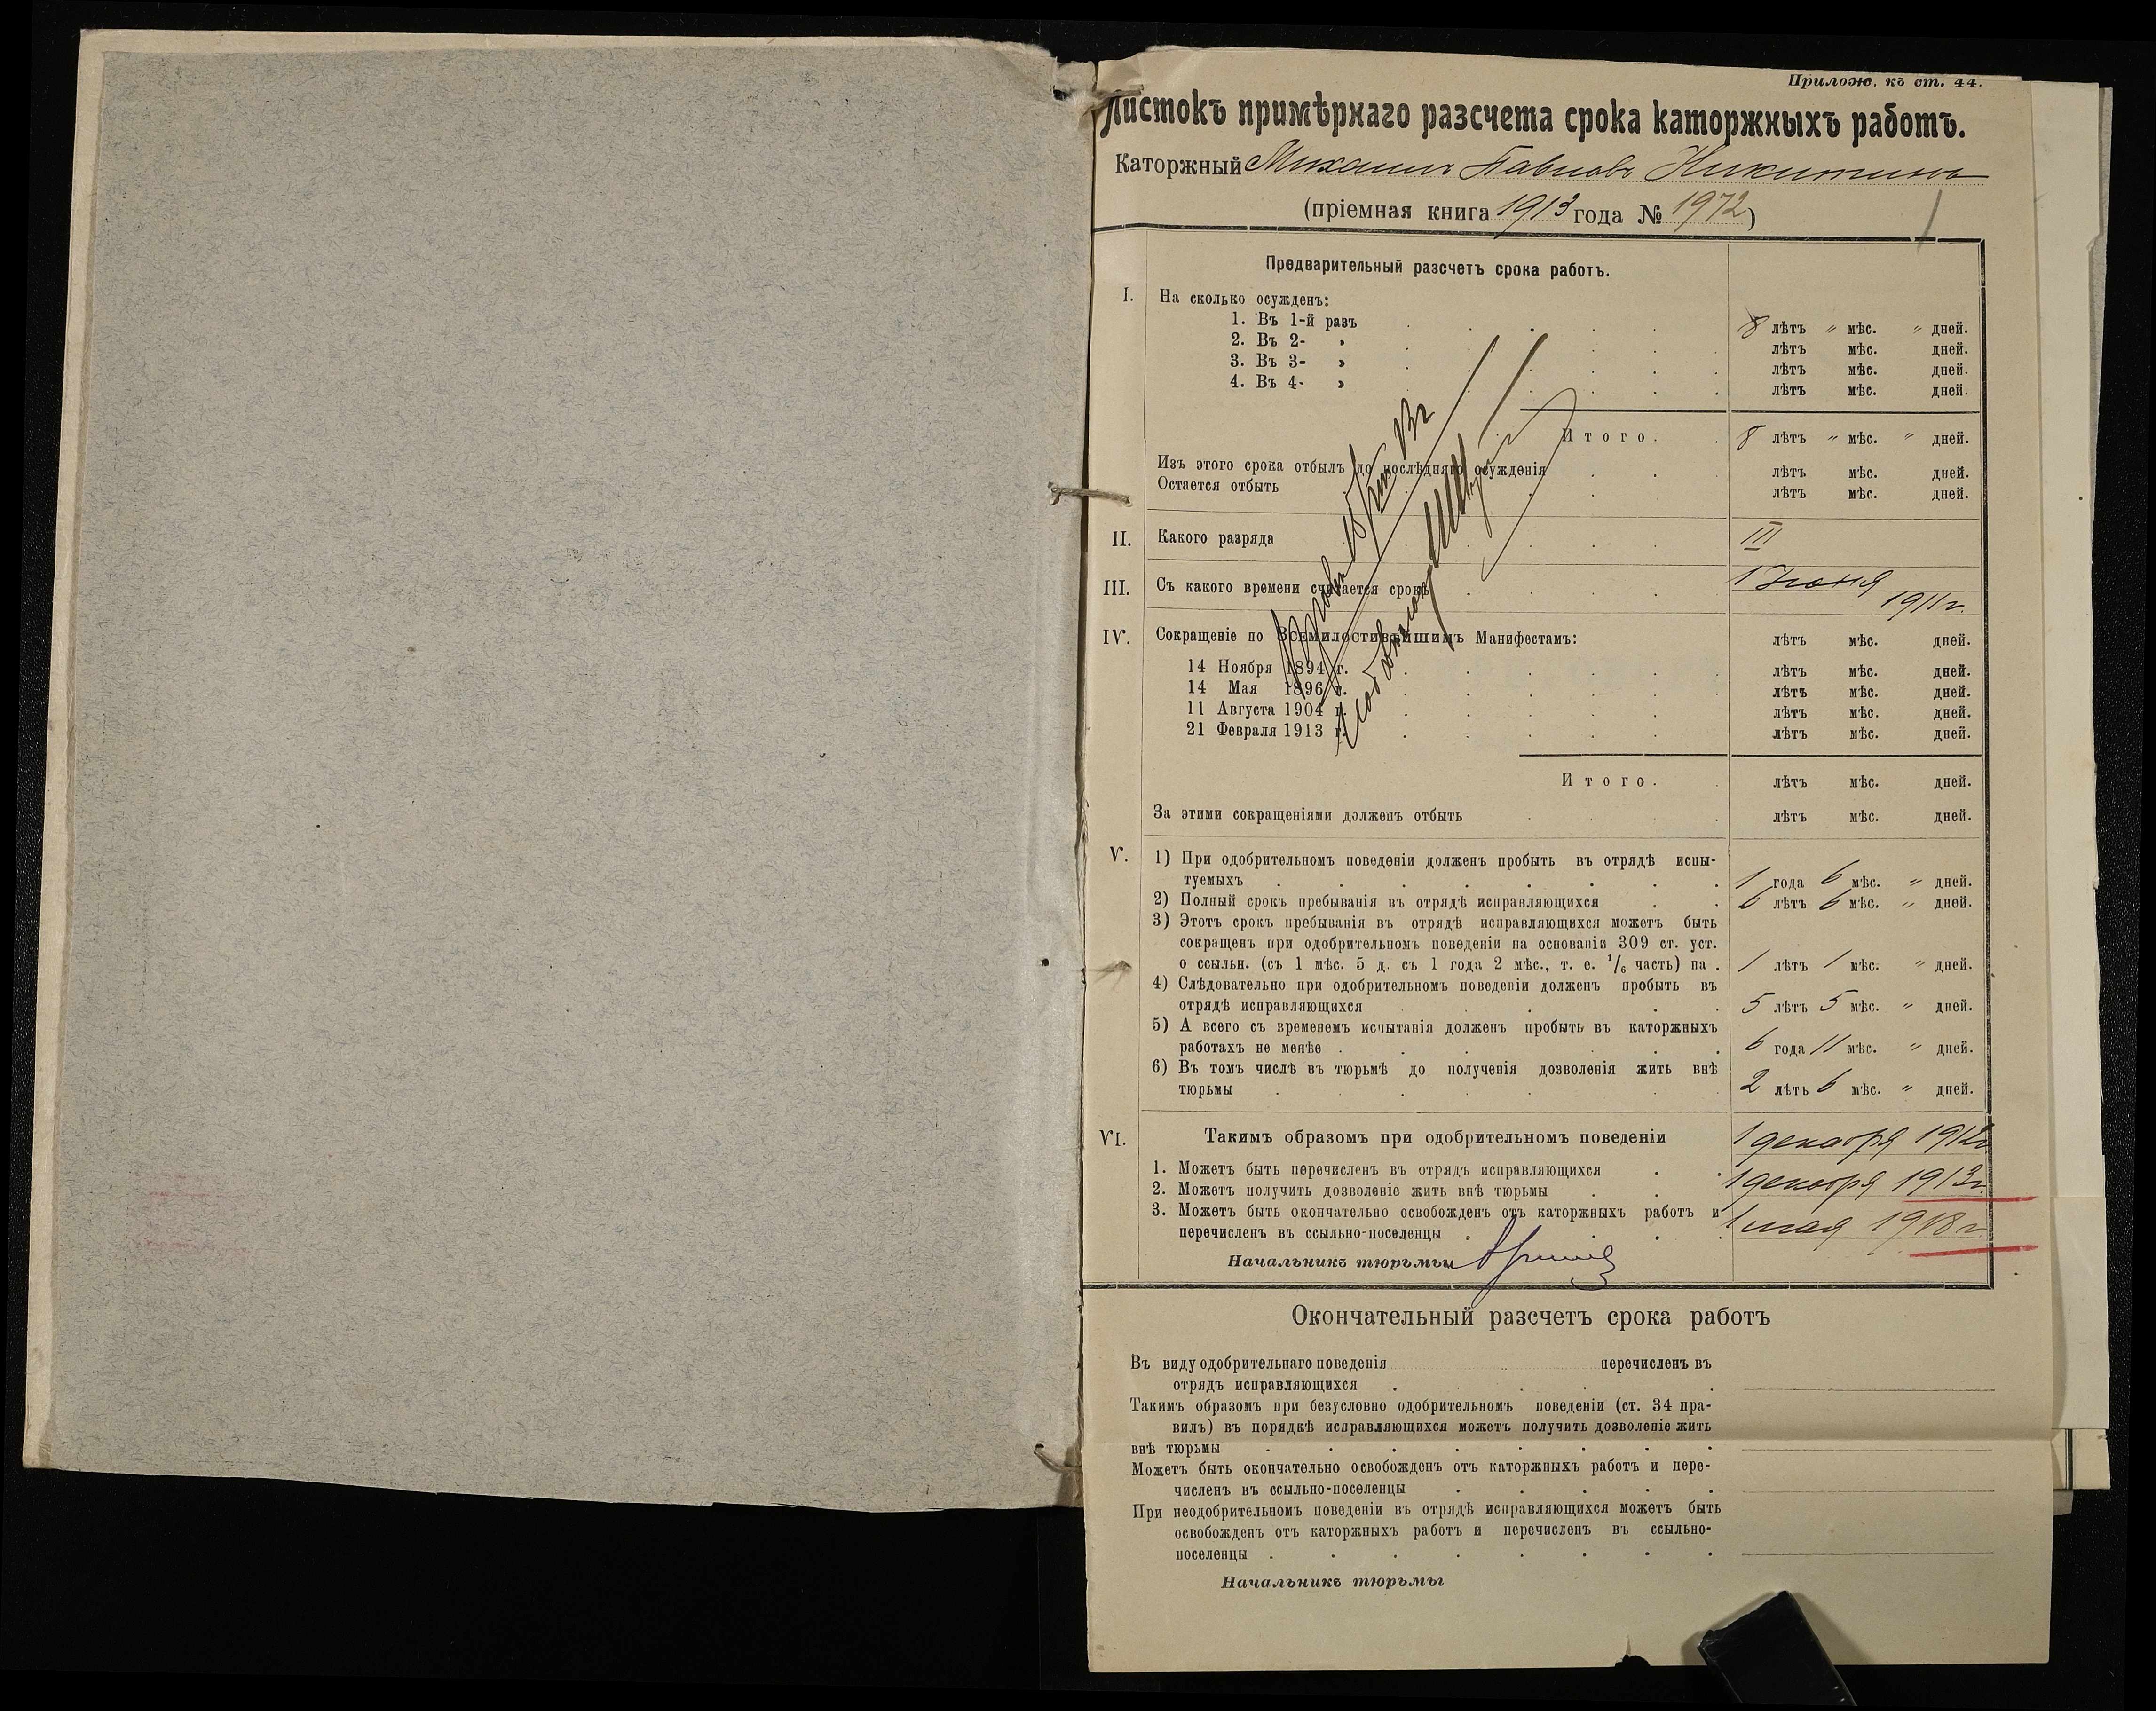 Прилож. къ ст. 44.
Листокъ примѣрнаго разсчета срока каторжныхъ работъ.
Каторжный Михаилъ Павловъ Никитинъ
(пріемная книга 1913 года № 1972)
1
Предварительный разсчетъ срока работъ.
I. На сколько осужденъ:
1. Въ 1-й разъ . . . . . 8 лѣтъ " мѣс. " дней.
2. Въ 2- » . . . . . лѣтъ мѣс. дней.
3. Въ 3- » . . . . . лѣтъ мѣс. дней.
4. Въ 4- » . . . . . лѣтъ мѣс. дней.
Итого. . 8 лѣтъ " мѣс. " дней.
Изъ этого срока отбылъ до послѣдняго осужденія . . лѣтъ мѣс. дней.
Остается отбыть . . . . лѣтъ мѣс. дней.
II. Какого разряда . . . . III
III. Съ какого времени считается срокъ . . . . 1 Іюня
1911 г.
IV. Сокращеніе по Всемилостивѣйшимъ Манифестамъ: лѣтъ мѣс. дней.
14 Ноября 1894 г. . . . . . лѣтъ мѣс. дней.
14 Мая 1896 г. . . . . . лѣтъ мѣс. дней.
11 Августа 1904 г. . . . . . лѣтъ мѣс. дней.
21 Февраля 1913 г. . . . . . лѣтъ мѣс. дней.
Итого. . лѣтъ мѣс. дней.
За этими сокращеніями долженъ отбыть . . . . лѣтъ мѣс. дней.
V. 1) При одобрительномъ поведеніи долженъ пробыть въ отрядѣ испы-
туемыхъ . . . . . . . . 1 года 6 мѣс. " дней.
2) Полный срокъ пребыванія въ отрядѣ исправляющихся . . 6 лѣтъ 6 мѣс. " дней.
3) Этотъ срокъ пребыванія въ отрядѣ исправляющихся можетъ быть
сокращенъ при одобрительномъ поведеніи на основаніи 309 ст. уст.
о ссыльн. (съ 1 мѣс. 5 д. съ 1 года 2 мѣс., т. е. 1/6 часть) на . 1 лѣтъ 1 мѣс. " дней.
4) Слѣдовательно при одобрительномъ поведеніи долженъ пробыть въ
отрядѣ исправляющихся . . . . 5 лѣтъ 5 мѣс. " дней.
5) А всего съ временемъ испытанія долженъ пробыть въ каторжныхъ
работахъ не менѣе . . . . . . 6 года 11 мѣс. " дней.
6) Въ томъ числѣ въ тюрьмѣ до полученія дозволенія жить внѣ
тюрьмы . . . . . 2 лѣтъ 6 мѣс. " дней.
VI. Такимъ образомъ при одобрительномъ поведеніи 1 декабря 1912 г.
1. Можетъ быть перечисленъ въ отрядъ исправляющихся . . 1 декабря 1913 г.
2. Можетъ получить дозволеніе жить внѣ тюрьмы . . .
3. Можетъ быть окончательно освобожденъ отъ каторжныхъ работъ и 1 мая 1918 г.
перечисленъ въ ссыльно-поселенцы . . . .
Начальникъ тюрьмы
Окончательный разсчетъ срока работъ
Въ виду одобрительнаго поведенія перечисленъ въ
отрядъ исправляющихся . . . .
Такимъ образомъ при безусловно одобрительномъ поведеніи (ст. 34 пра-
вилъ) въ порядкѣ исправляющихся можетъ получить дозволеніе жить
внѣ тюрьмы . . . . . . . .
Можетъ быть окончательно освобожденъ отъ каторжныхъ работъ и пере-
численъ въ ссыльно-поселенцы . . . . .
При неодобрительномъ поведеніи въ отрядѣ исправляющихся можетъ быть
освобожденъ отъ каторжныхъ работъ и перечисленъ въ ссыльно-
поселенцы . . . . . . . .
Начальникъ тюрьмы